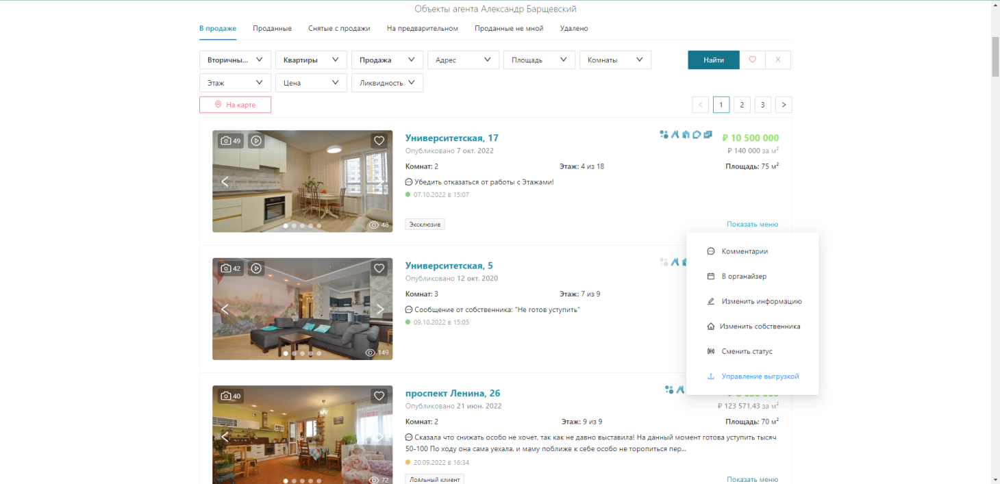 Объекты агента Александр Барщевский
В продаже Проданные Снятые с продажи На предварительном Проданные не мной Удалено
Вторичны... Квартиры Продажа Адрес Площадь Комнаты Найти
Этаж Цена Ликвидность
На карте 1 2 3
49 Университетская, 17 ₽ 10 500 000
Опубликовано 7 окт. 2022 ₽ 140 000 за м²
Комнат: 2 Этаж: 4 из 18 Площадь: 75 м²
Убедить отказаться от работы с Этажами!
07.10.2022 в 15:07
48 Эксклюзив Показать меню
Комментарии
В органайзер
Изменить информацию
Изменить собственника
Сменить статус
Управление выгрузкой
42 Университетская, 5
Опубликовано 12 окт. 2020
Комнат: 3 Этаж: 7 из 9
Сообщение от собственника: "Не готов уступить"
09.10.2022 в 15:05
149
40 проспект Ленина, 26
Опубликовано 21 июн. 2022 ₽ 123 571,43 за м²
Комнат: 2 Этаж: 9 из 9 Площадь: 70 м²
Сказала что снижать особо не хочет, так как не давно выставила! На данный момент готова уступить тысяч
50-100 По ходу она сама уехала, и маму поближе к себе особо не торопиться пер...
20.09.2022 в 16:34
72 Лояльный клиент Показать меню